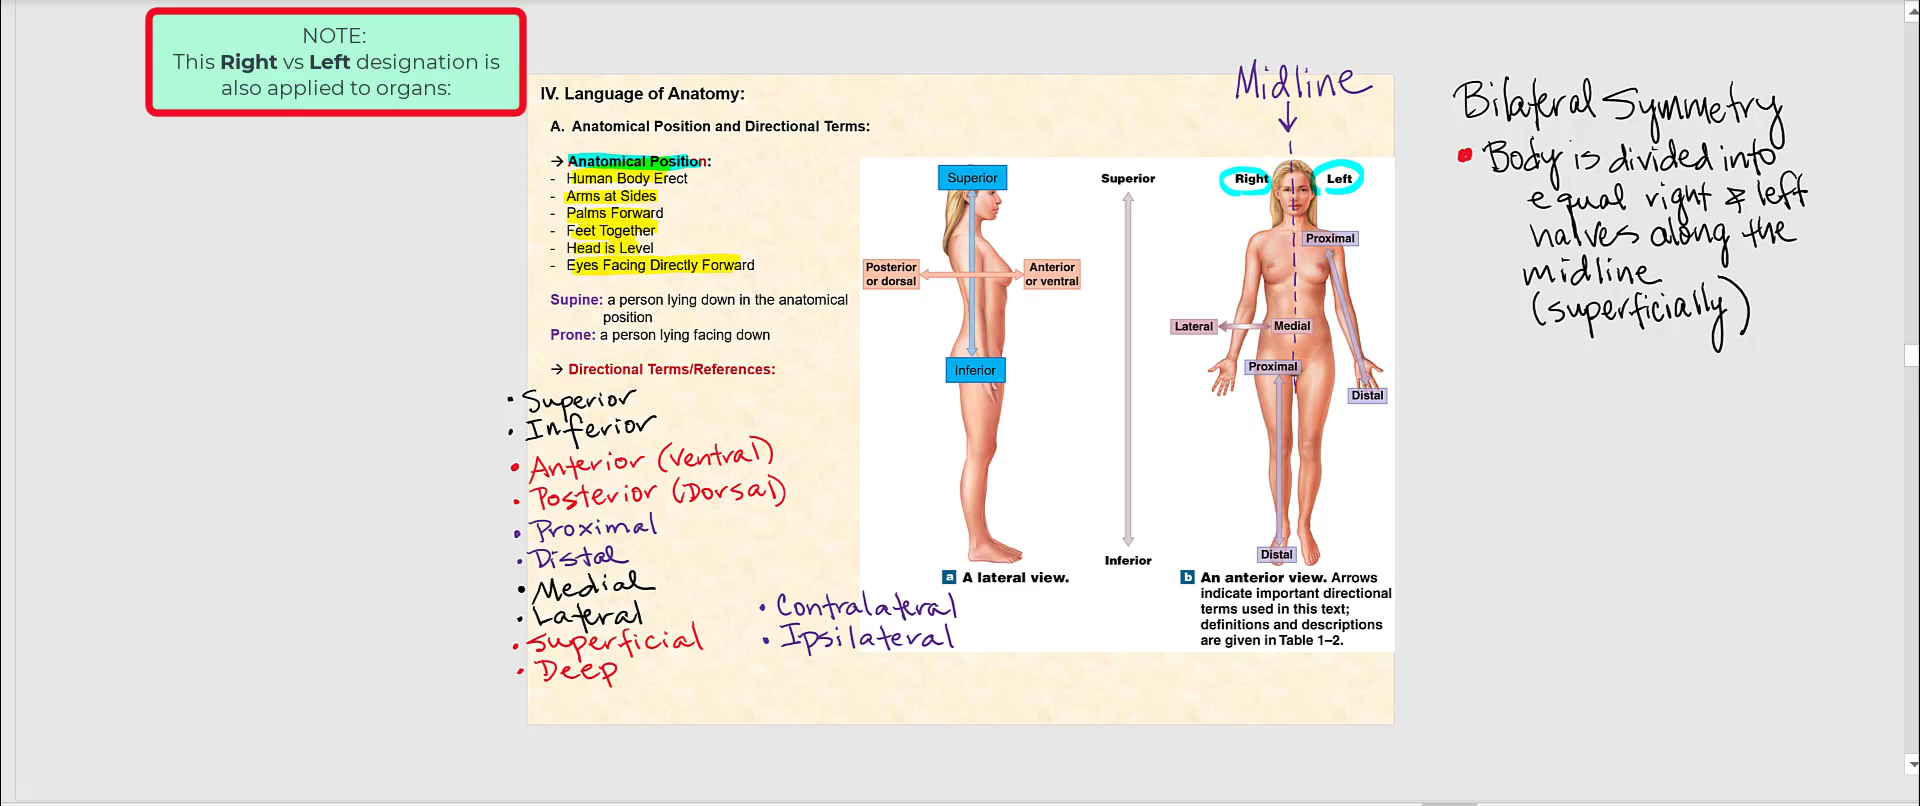 NOTE:
This Right vs Left designation is
also applied to organs:
IV. Language of Anatomy:
A. Anatomical Position and Directional Terms:
→ Anatomical Position:
- Human Body Erect
- Arms at Sides
- Palms Forward
- Feet Together
- Head is Level
- Eyes Facing Directly Forward
Supine: a person lying down in the anatomical
position
Prone: a person lying facing down
→ Directional Terms/References:
• Superior
• Inferior
• Anterior (Ventral)
• Posterior (Dorsal)
• Proximal
• Distal
• Medial
• Lateral
• Superficial
• Deep
• Contralateral
• Ipsilateral
Superior
Posterior
or dorsal
Anterior
or ventral
Inferior
a A lateral view.
Superior
Inferior
Midline
Right
Left
Proximal
Lateral
Medial
Proximal
Distal
Distal
b An anterior view. Arrows
indicate important directional
terms used in this text;
definitions and descriptions
are given in Table 1–2.
Bilateral Symmetry
• Body is divided into
equal right & left
halves along the
midline
(superficially)